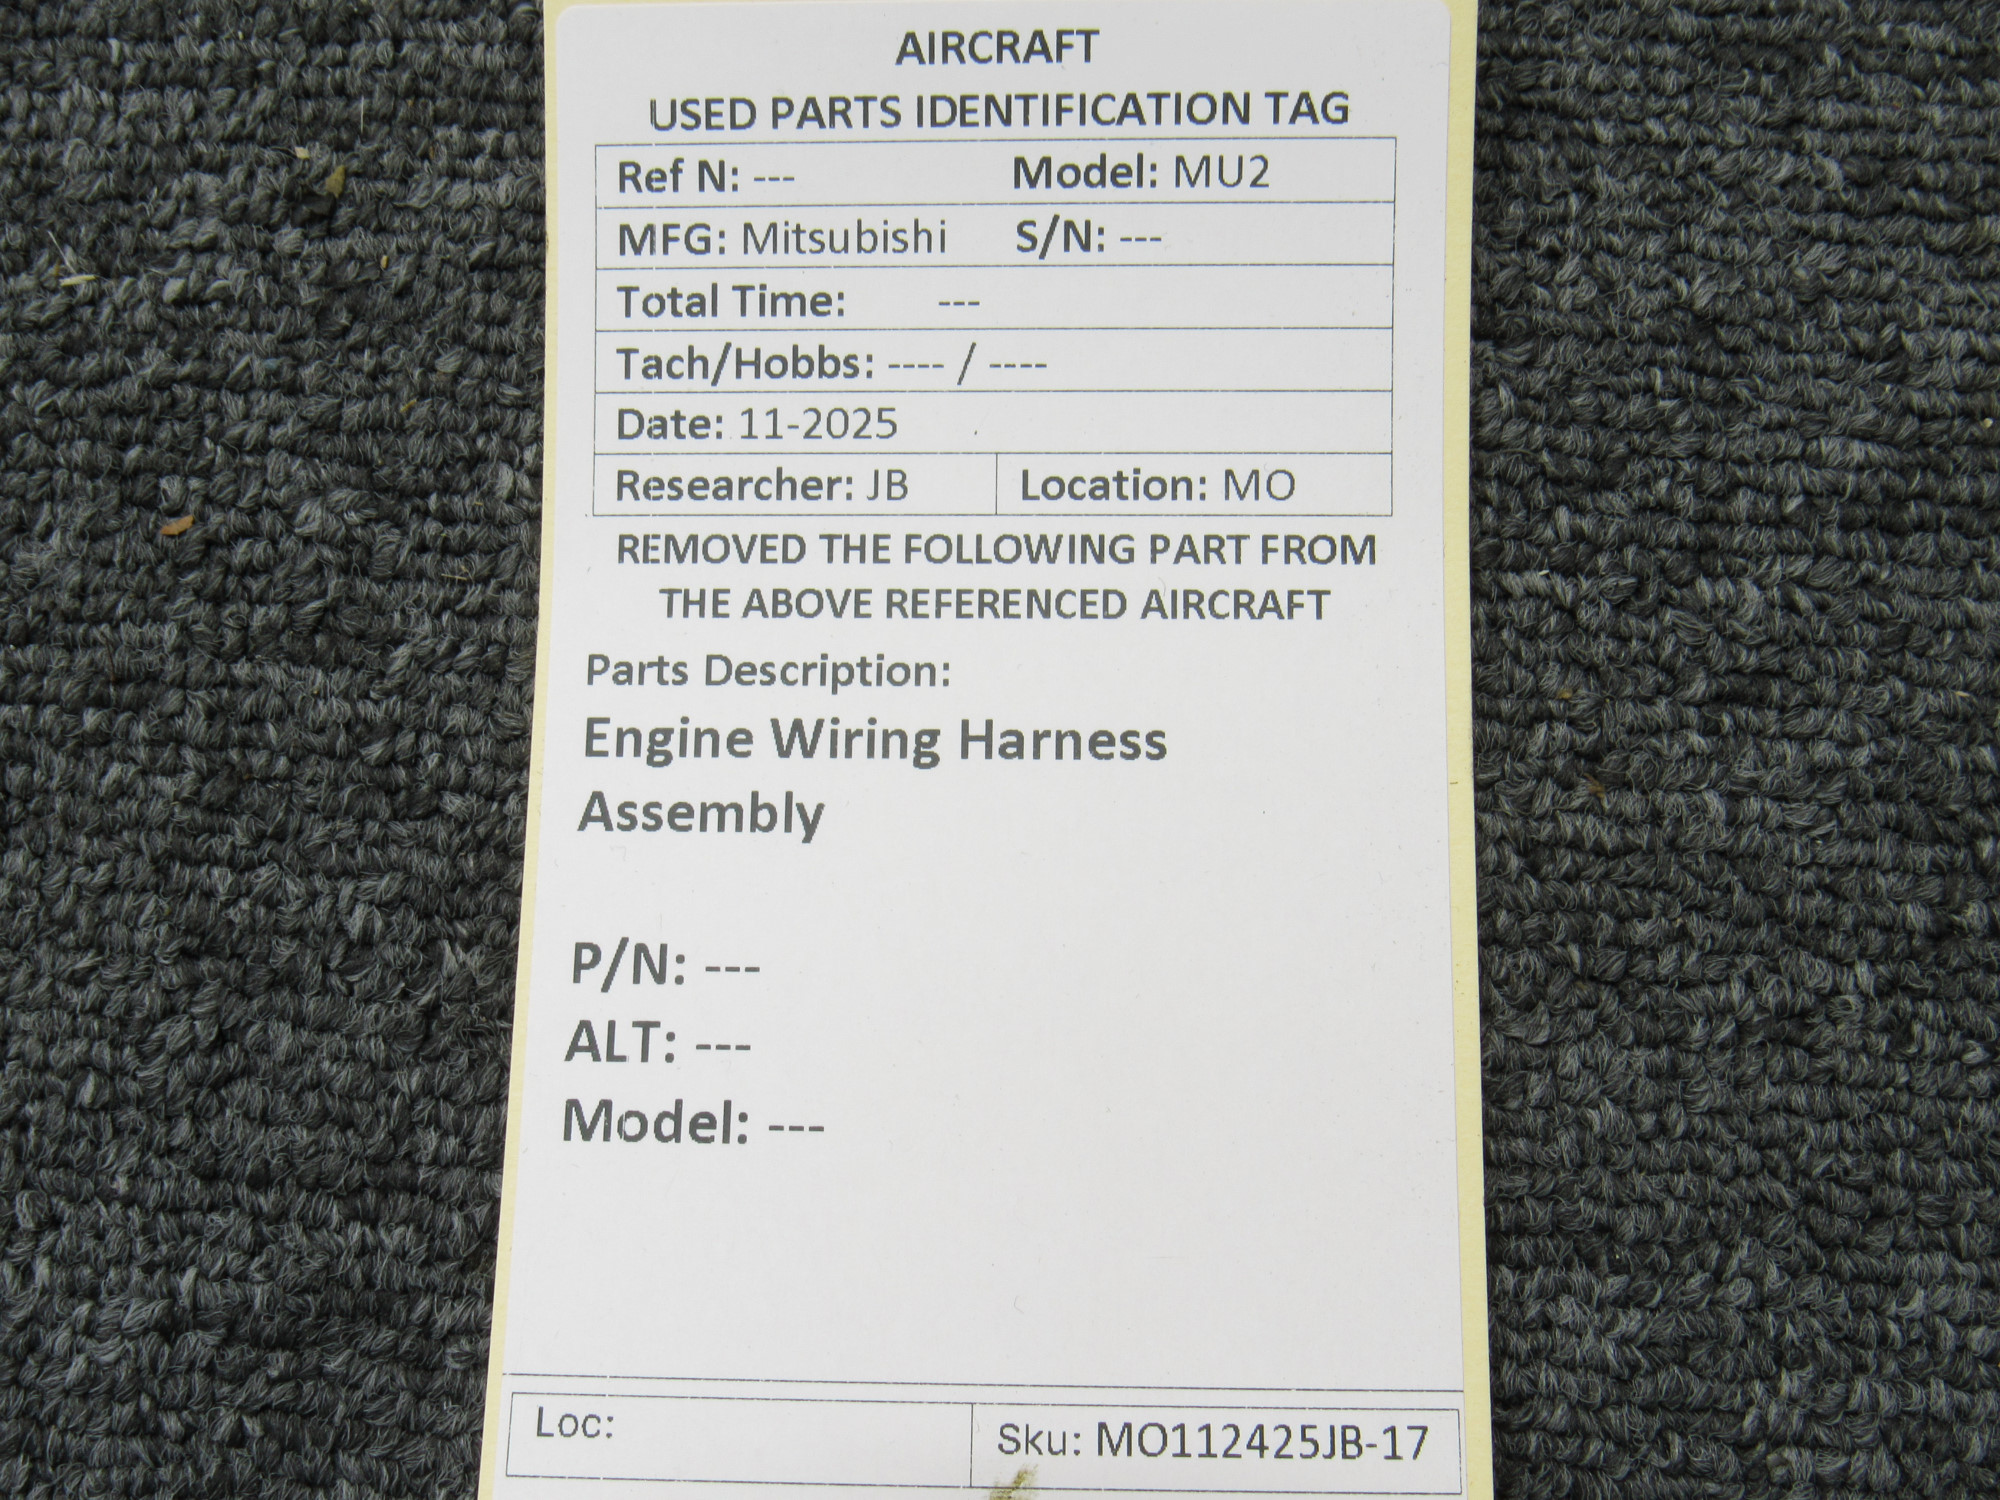 AIRCRAFT
USED PARTS IDENTIFICATION TAG
Ref N: --- Model: MU2
MFG: Mitsubishi S/N: ---
Total Time: ---
Tach/Hobbs: ---- / ----
Date: 11-2025
Researcher: JB Location: MO
REMOVED THE FOLLOWING PART FROM
THE ABOVE REFERENCED AIRCRAFT
Parts Description:
Engine Wiring Harness
Assembly
P/N: ---
ALT: ---
Model: ---
Loc: Sku: MO112425JB-17